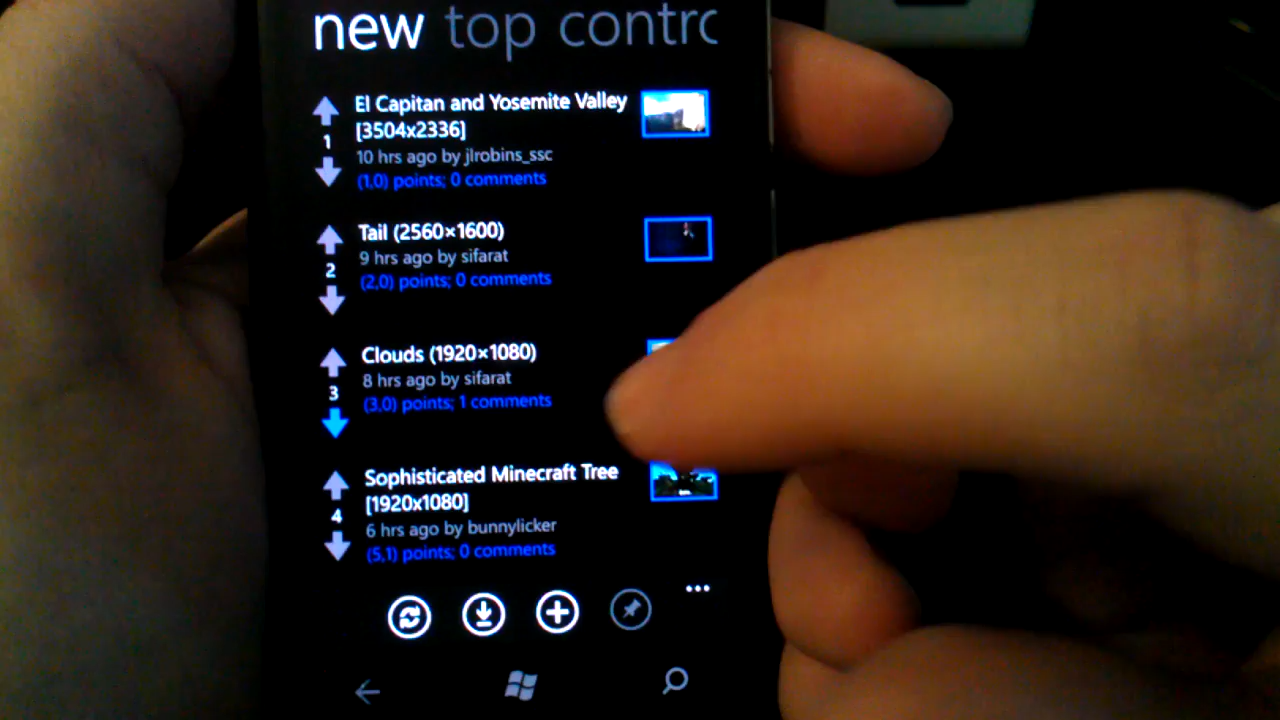 new top contro
1
El Capitan and Yosemite Valley
[3504x2336]
10 hrs ago by jlrobins_ssc
(1,0) points; 0 comments
2
Tail (2560×1600)
9 hrs ago by sifarat
(2,0) points; 0 comments
3
Clouds (1920×1080)
8 hrs ago by sifarat
(3,0) points; 1 comments
4
Sophisticated Minecraft Tree
[1920x1080]
6 hrs ago by bunnylicker
(5,1) points; 0 comments